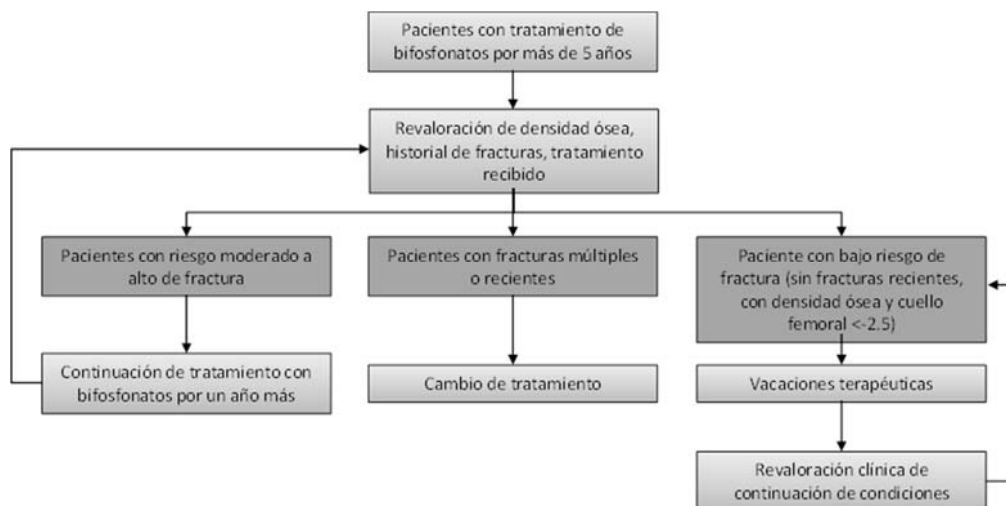 Pacientes con tratamiento de
bifosfonatos por más de 5 años
Revaloración de densidad ósea,
historial de fracturas, tratamiento
recibido
Pacientes con riesgo moderado a
alto de fractura
Pacientes con fracturas múltiples
o recientes
Paciente con bajo riesgo de
fractura (sin fracturas recientes,
con densidad ósea y cuello
femoral <-2.5)
Continuación de tratamiento con
bifosfonatos por un año más
Cambio de tratamiento
Vacaciones terapéuticas
Revaloración clínica de
continuación de condiciones